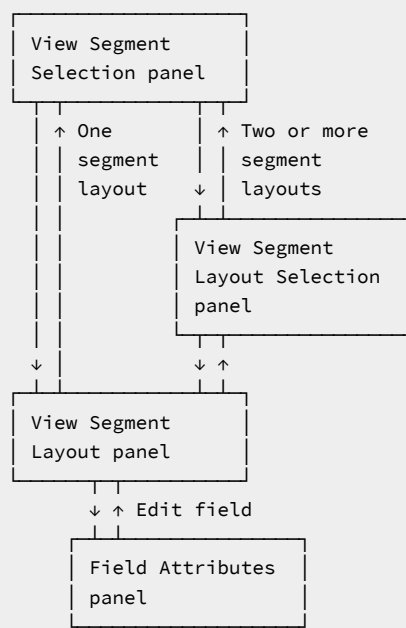 View Segment
Selection panel
↑ One ↑ Two or more
segment segment
layout ↓ layouts
View Segment
Layout Selection
panel
↓ ↓ ↑
View Segment
Layout panel
↓ ↑ Edit field
Field Attributes
panel